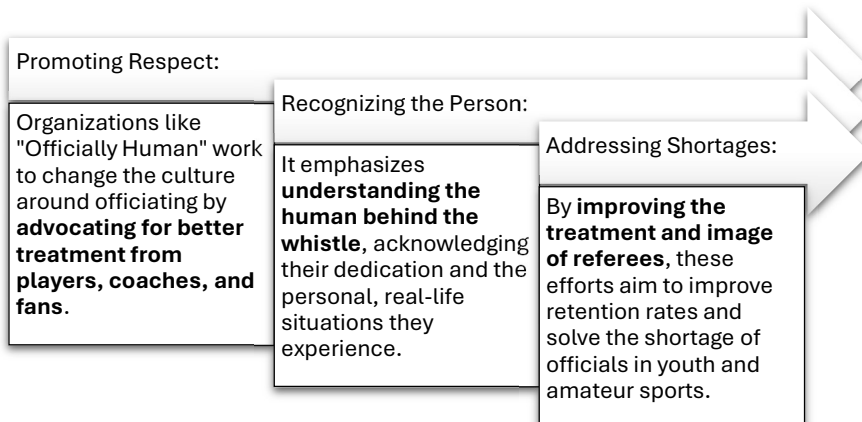 Promoting Respect:
Organizations like
"Officially Human" work
to change the culture
around officiating by
advocating for better
treatment from
players, coaches, and
fans.
Recognizing the Person:
It emphasizes
understanding the
human behind the
whistle, acknowledging
their dedication and the
personal, real-life
situations they
experience.
Addressing Shortages:
By improving the
treatment and image
of referees, these
efforts aim to improve
retention rates and
solve the shortage of
officials in youth and
amateur sports.